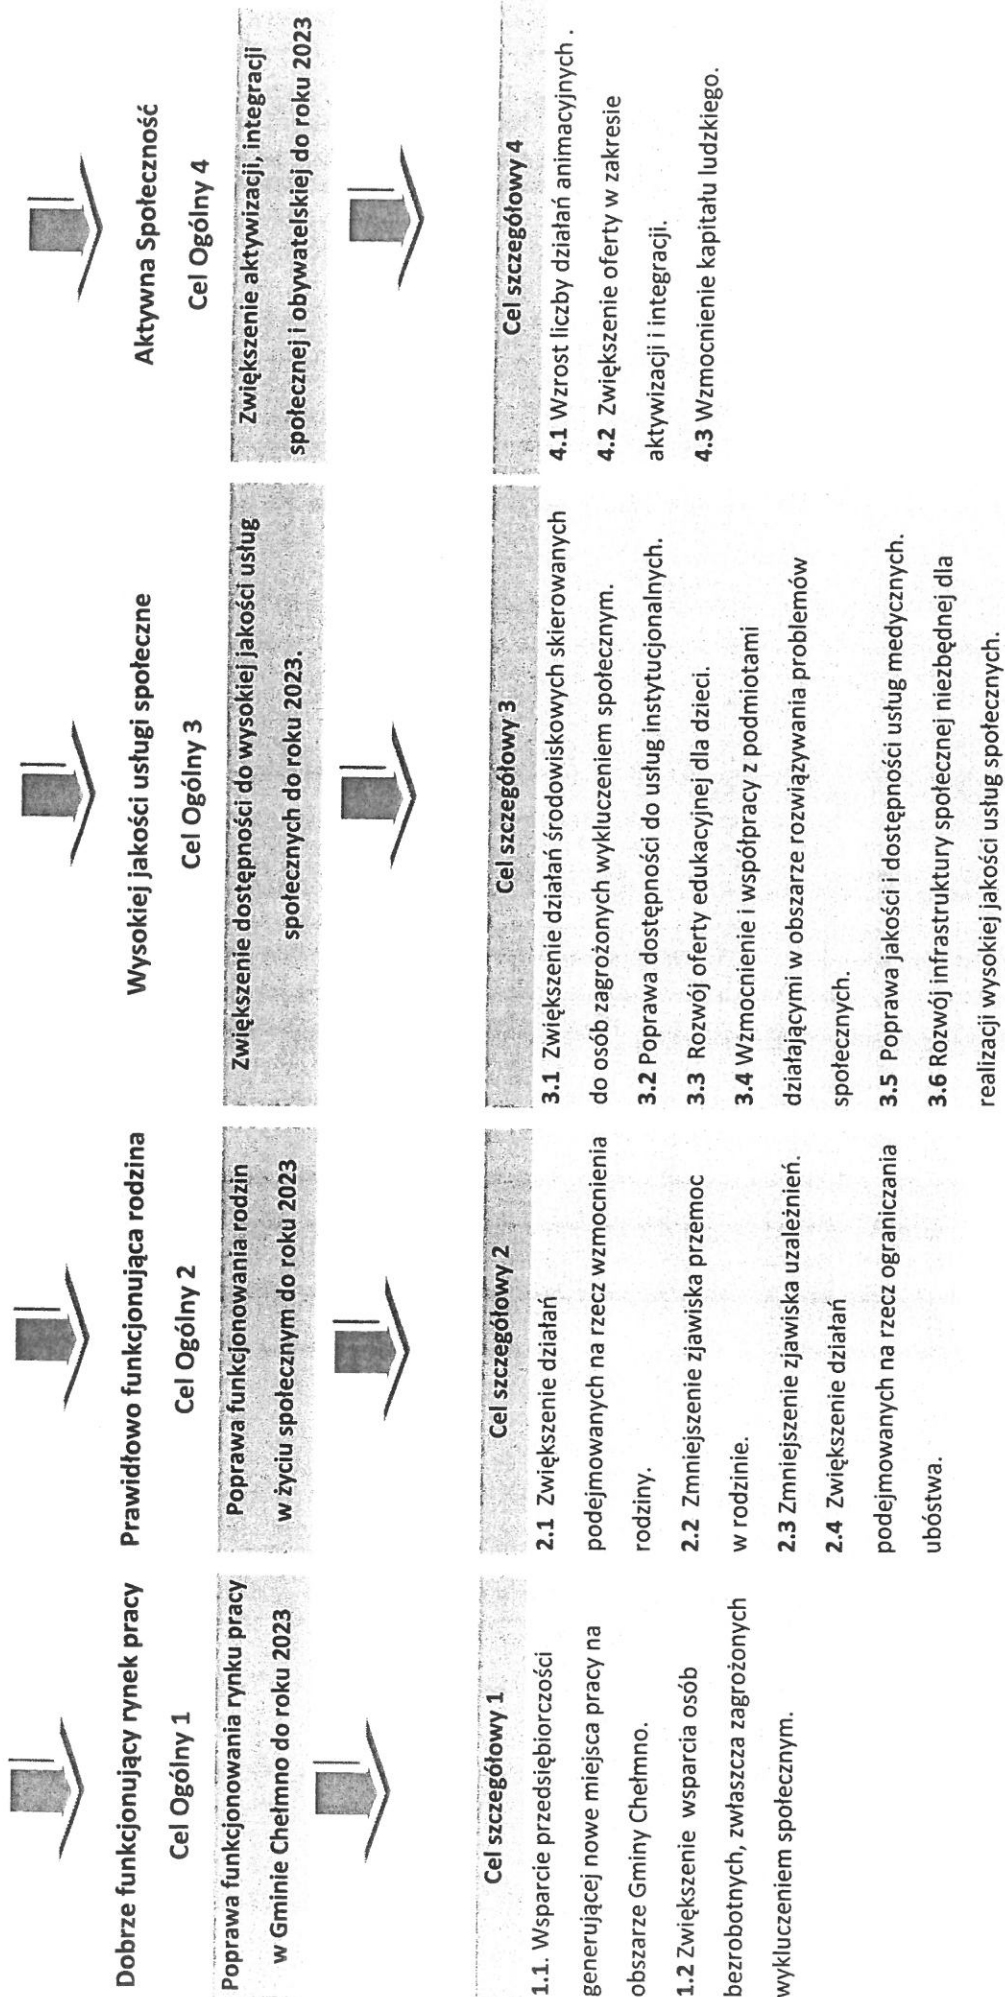 Dobrze funkcjonujący rynek pracy
Cel Ogólny 1
Poprawa funkcjonowania rynku pracy
w Gminie Chełmno do roku 2023
Cel szczegółowy 1
1.1. Wsparcie przedsiębiorczości
generującej nowe miejsca pracy na
obszarze Gminy Chełmno.
1.2 Zwiększenie wsparcia osób
bezrobotnych, zwłaszcza zagrożonych
wykluczeniem społecznym.
Prawidłowo funkcjonująca rodzina
Cel Ogólny 2
Poprawa funkcjonowania rodzin
w życiu społecznym do roku 2023
Cel szczegółowy 2
2.1 Zwiększenie działań
podejmowanych na rzecz wzmocnienia
rodziny.
2.2 Zmniejszenie zjawiska przemoc
w rodzinie.
2.3 Zmniejszenie zjawiska uzależnień.
2.4 Zwiększenie działań
podejmowanych na rzecz ograniczania
ubóstwa.
Wysokiej jakości usługi społeczne
Cel Ogólny 3
Zwiększenie dostępności do wysokiej jakości usług
społecznych do roku 2023.
Cel szczegółowy 3
3.1 Zwiększenie działań środowiskowych skierowanych
do osób zagrożonych wykluczeniem społecznym.
3.2 Poprawa dostępności do usług instytucjonalnych.
3.3 Rozwój oferty edukacyjnej dla dzieci.
3.4 Wzmocnienie i współpracy z podmiotami
działającymi w obszarze rozwiązywania problemów
społecznych.
3.5 Poprawa jakości i dostępności usług medycznych.
3.6 Rozwój infrastruktury społecznej niezbędnej dla
realizacji wysokiej jakości usług społecznych.
Aktywna Społeczność
Cel Ogólny 4
Zwiększenie aktywizacji, integracji
społecznej i obywatelskiej do roku 2023
Cel szczegółowy 4
4.1 Wzrost liczby działań animacyjnych .
4.2 Zwiększenie oferty w zakresie
aktywizacji i integracji.
4.3 Wzmocnienie kapitału ludzkiego.